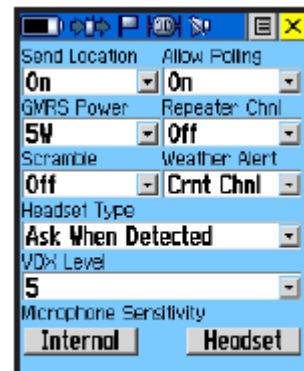 Send Location Allow Polling
On On
GMRS Power Repeater Chnl
5W Off
Scramble Weather Alert
Off Crnt Chnl
Headset Type
Ask When Detected
VOX Level
5
Microphone Sensitivity
Internal Headset